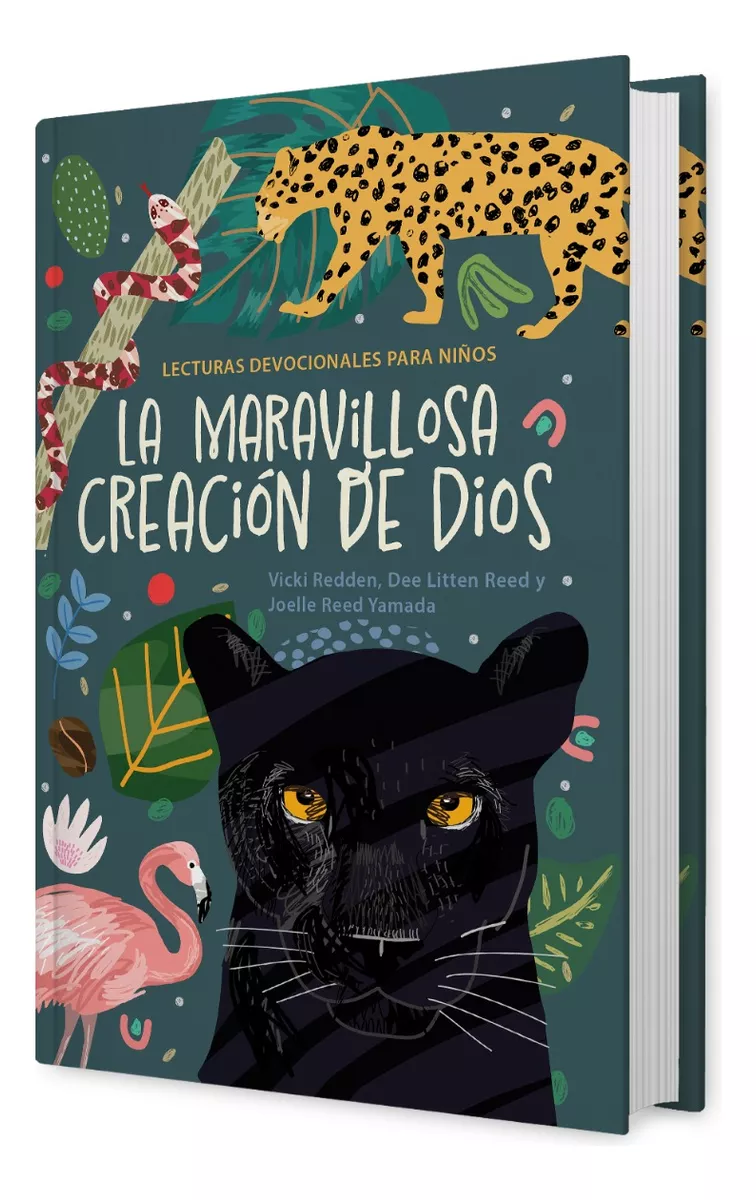 LECTURAS DEVOCIONALES PARA NIÑOS
LA MARAViLLOSA
CREACiÓN DE DiOS
Vicki Redden, Dee Litten Reed y
Joelle Reed Yamada